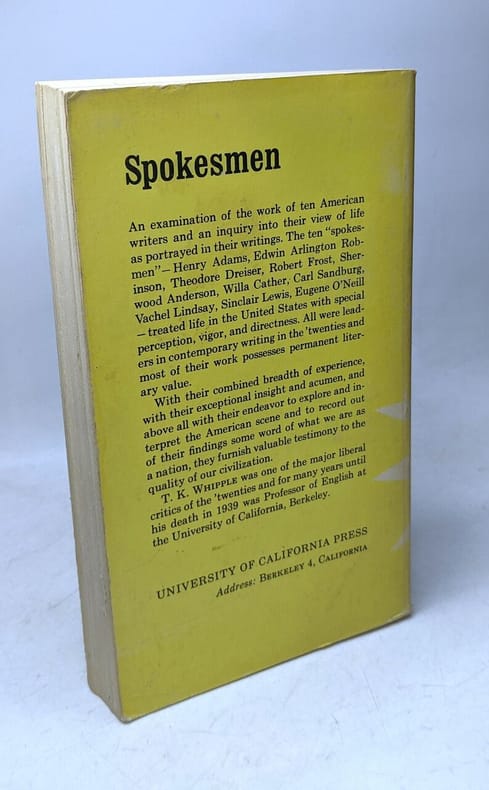 Spokesmen
An examination of the work of ten American
writers and an inquiry into their view of life
as portrayed in their writings. The ten "spokes-
men"—Henry Adams, Edwin Arlington Rob-
inson, Theodore Dreiser, Robert Frost, Sher-
wood Anderson, Willa Cather, Carl Sandburg,
Vachel Lindsay, Sinclair Lewis, Eugene O'Neill
—treated life in the United States with special
perception, vigor, and directness. All were lead-
ers in contemporary writing in the 'twenties and
most of their work possesses permanent liter-
ary value.
With their combined breadth of experience,
with their exceptional insight and acumen, and
above all with their endeavor to explore and in-
terpret the American scene and to record out
of their findings some word of what we are as
a nation, they furnish valuable testimony to the
quality of our civilization.
T. K. WHIPPLE was one of the major liberal
critics of the 'twenties and for many years until
his death in 1939 was Professor of English at
the University of California, Berkeley.
UNIVERSITY OF CALIFORNIA PRESS
Address: BERKELEY 4, CALIFORNIA